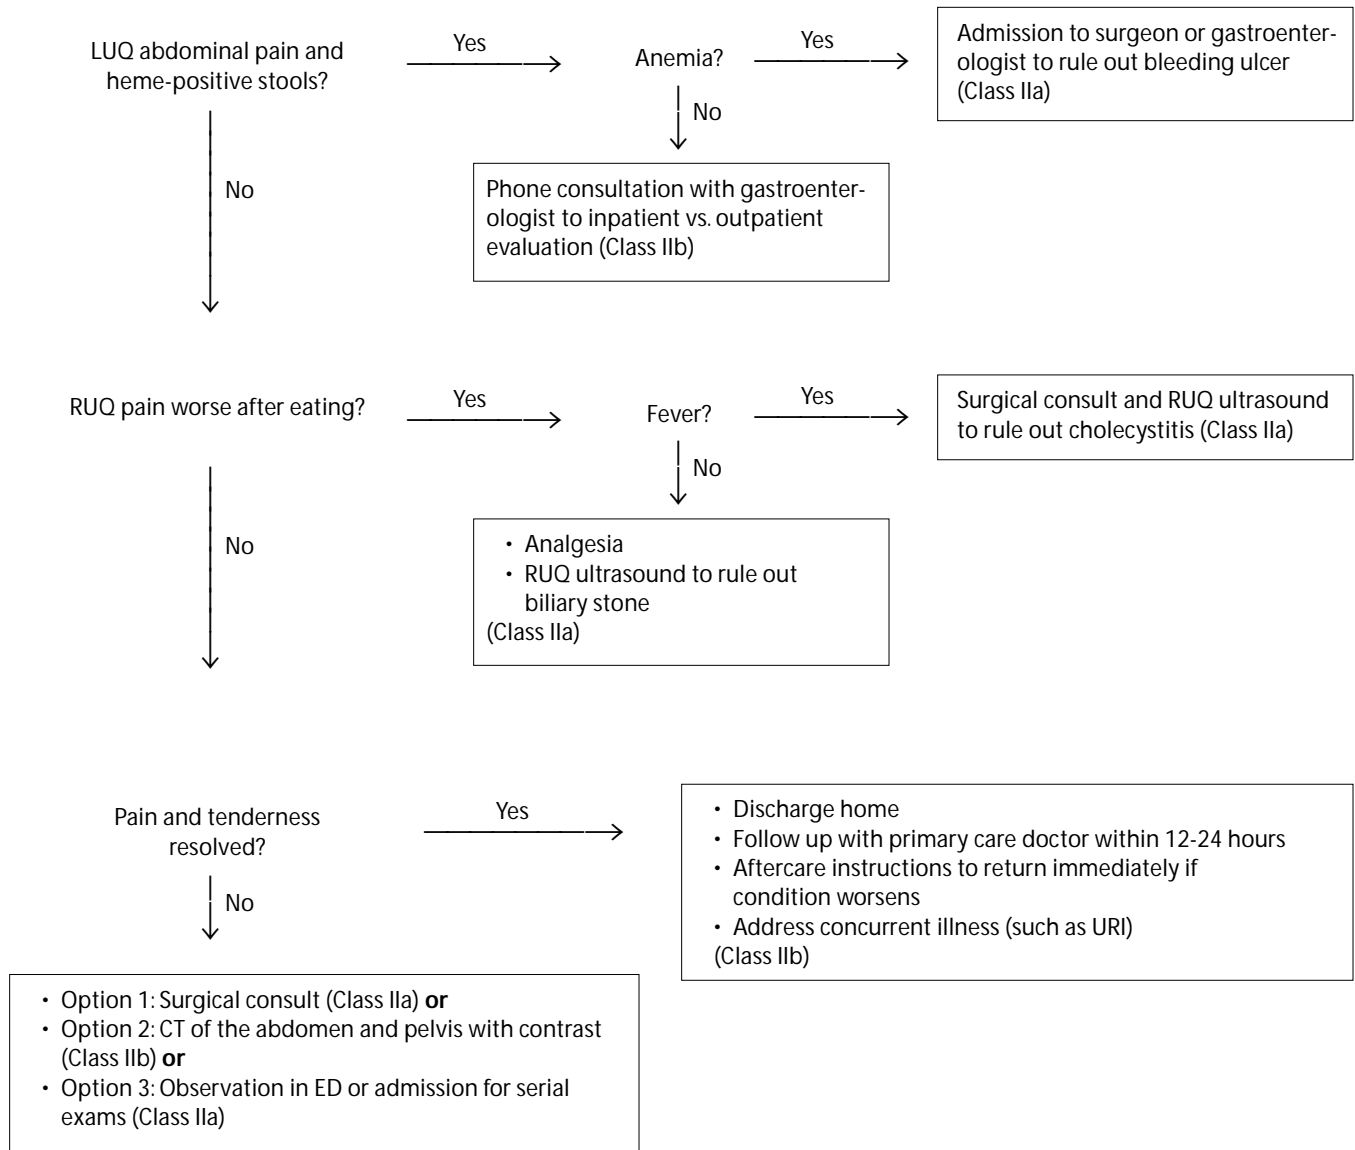 LUQ abdominal pain and
heme-positive stools?
Yes
Anemia?
Yes
Admission to surgeon or gastroenter-
ologist to rule out bleeding ulcer
(Class IIa)
No
No
Phone consultation with gastroenter-
ologist to inpatient vs. outpatient
evaluation (Class IIb)
RUQ pain worse after eating?
Yes
Fever?
Yes
Surgical consult and RUQ ultrasound
to rule out cholecystitis (Class IIa)
No
No
• Analgesia
• RUQ ultrasound to rule out
biliary stone
(Class IIa)
Pain and tenderness
resolved?
Yes
• Discharge home
• Follow up with primary care doctor within 12-24 hours
• Aftercare instructions to return immediately if
condition worsens
• Address concurrent illness (such as URI)
(Class IIb)
No
• Option 1: Surgical consult (Class IIa) or
• Option 2: CT of the abdomen and pelvis with contrast
(Class IIb) or
• Option 3: Observation in ED or admission for serial
exams (Class IIa)